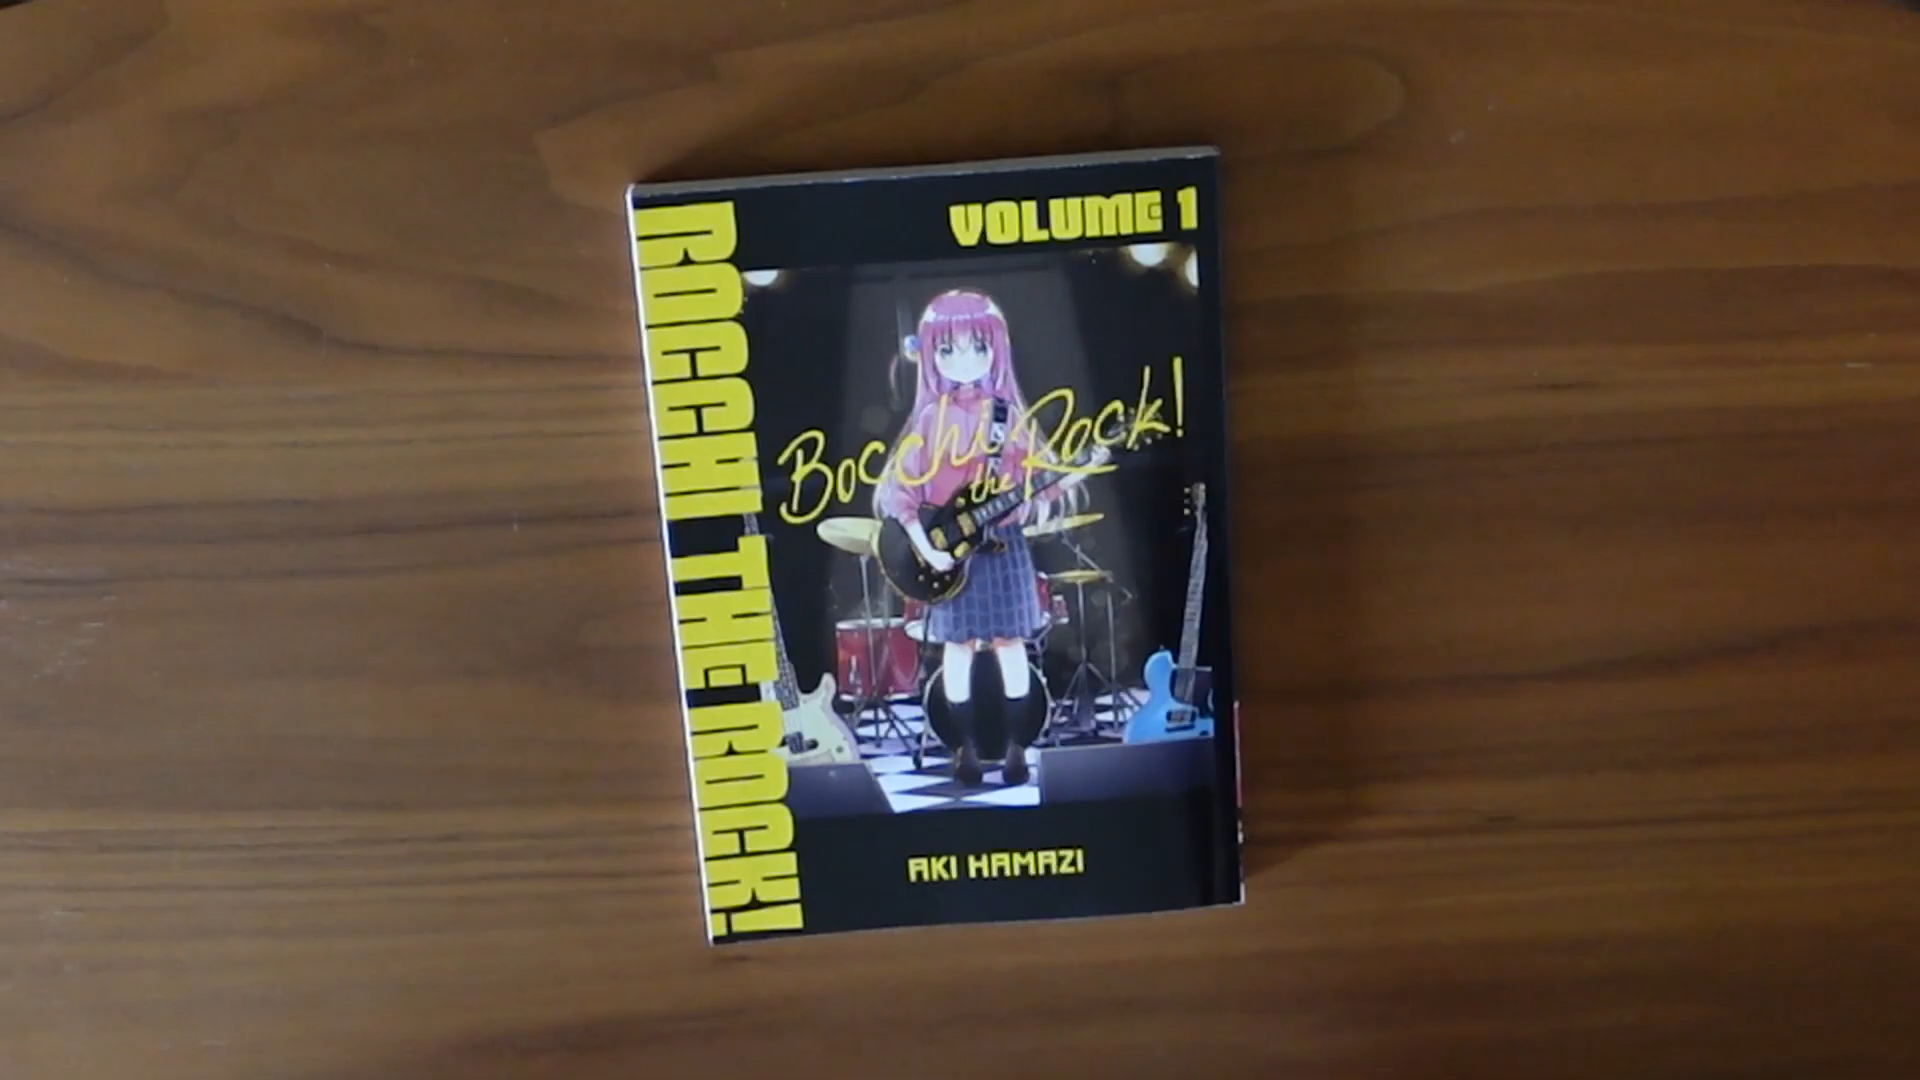 VOLUME 1
BOCCHI THE ROCK!
Bocchi
the Rock!
AKI HAMAZI